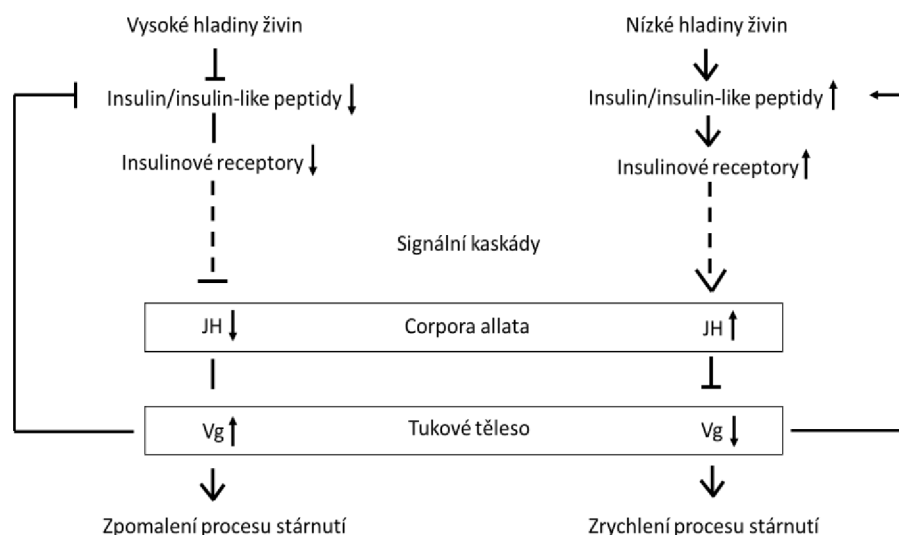 Vysoké hladiny živin
Nízké hladiny živin
Insulin/insulin-like peptidy
Insulin/insulin-like peptidy
Insulinové receptory
Insulinové receptory
Signální kaskády
JH Corpora allata JH
Vg Tukové těleso Vg
Zpomalení procesu stárnutí
Zrychlení procesu stárnutí